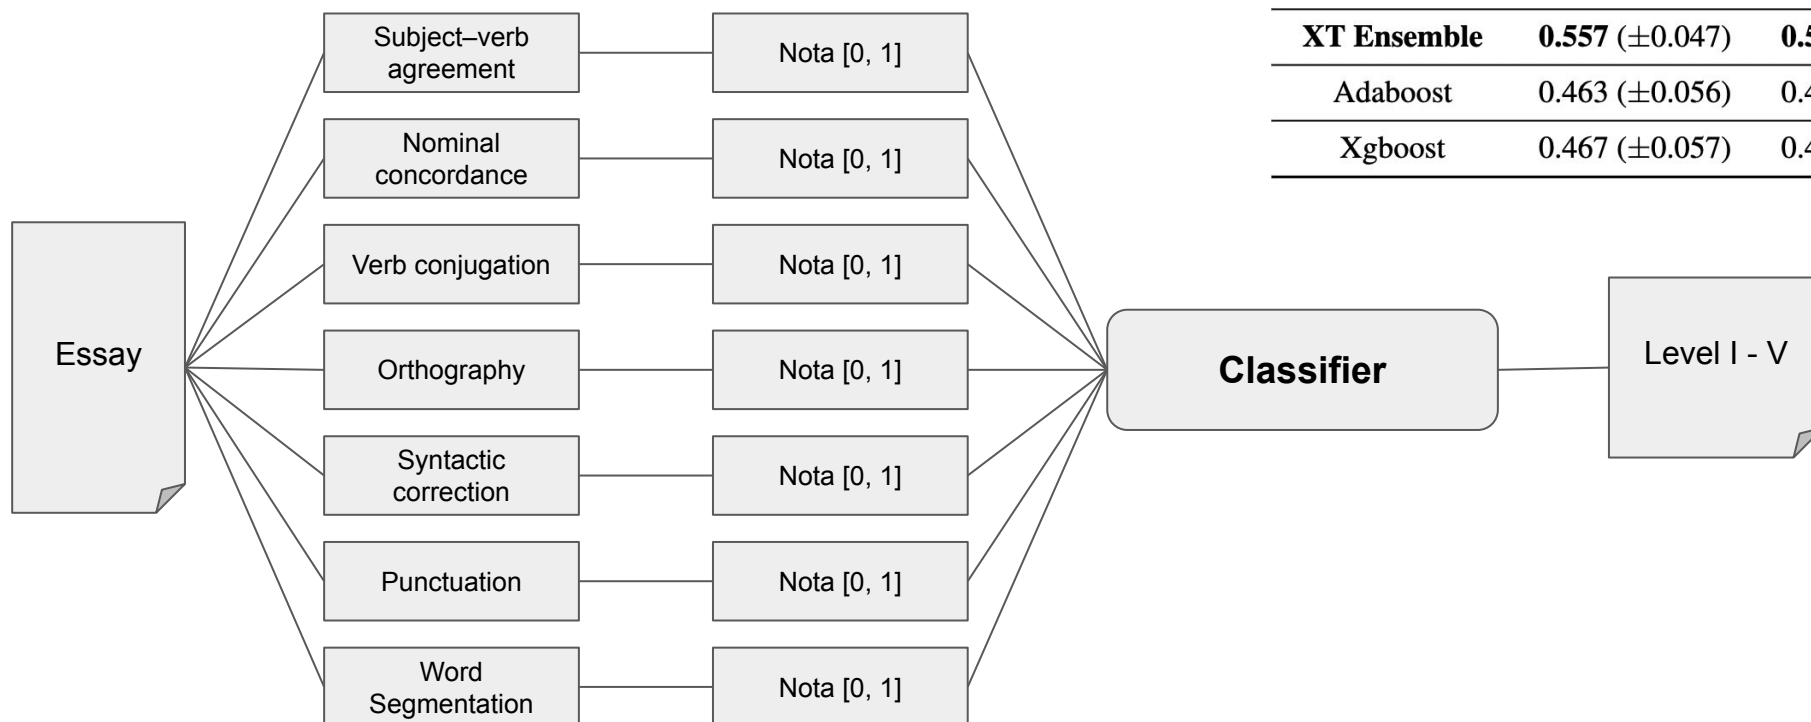 Subject–verb
agreement
Nota [0, 1]
XT Ensemble 0.557 (±0.047)
Adaboost 0.463 (±0.056)
Xgboost 0.467 (±0.057)
Nominal
concordance
Nota [0, 1]
Verb conjugation
Nota [0, 1]
Essay
Orthography
Nota [0, 1]
Classifier
Level I - V
Syntactic
correction
Nota [0, 1]
Punctuation
Nota [0, 1]
Word
Segmentation
Nota [0, 1]